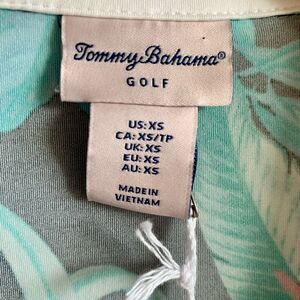 Tommy Bahama®
GOLF
US: XS
CA: XS/TP
UK: XS
EU: XS
AU: XS
MADE IN
VIETNAM